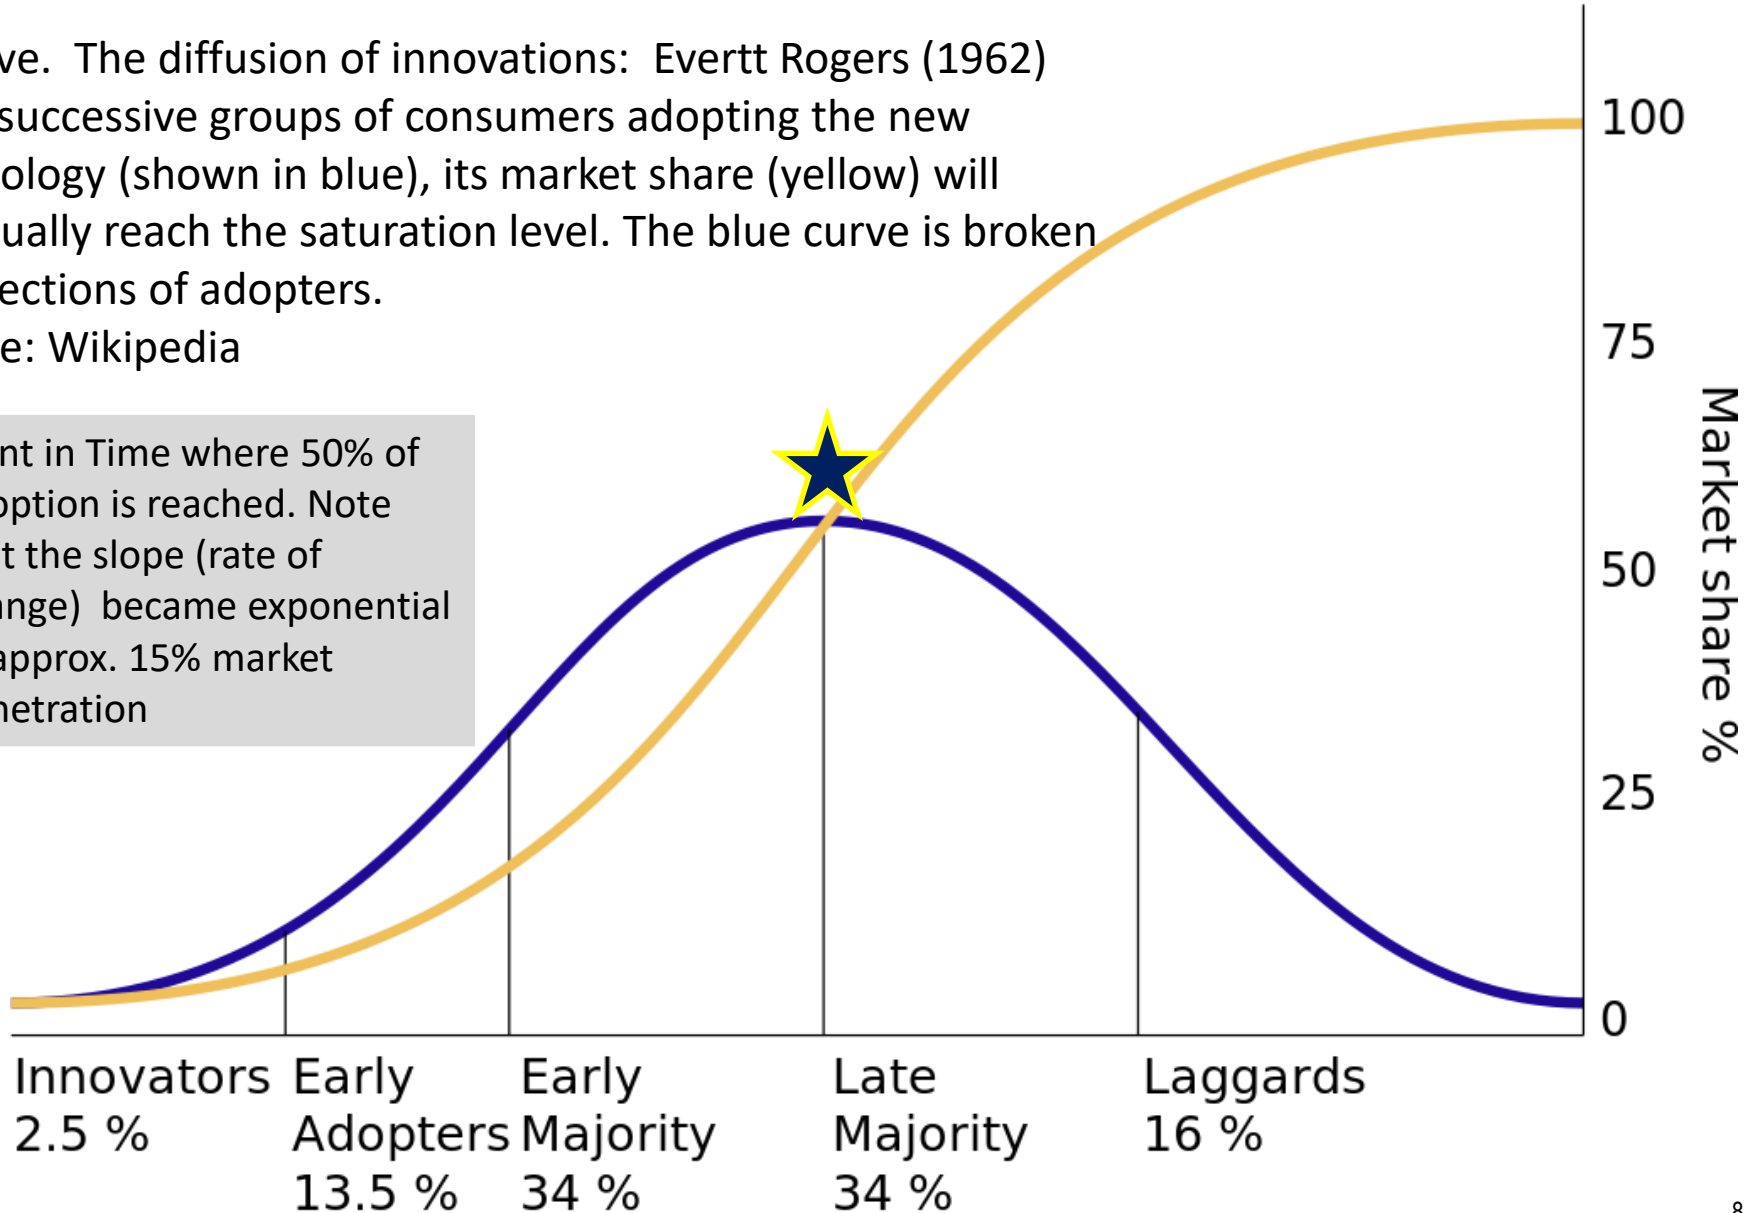 ve.  The diffusion of innovations:  Evertt Rogers (1962)
successive groups of consumers adopting the new
ology (shown in blue), its market share (yellow) will
ually reach the saturation level. The blue curve is broken
ections of adopters.
e: Wikipedia
nt in Time where 50% of
option is reached. Note
t the slope (rate of
ange)  became exponential
approx. 15% market
netration
100
75
50
25
0
Market share %
Innovators
2.5 %
Early
Adopters
13.5 %
Early
Majority
34 %
Late
Majority
34 %
Laggards
16 %
8